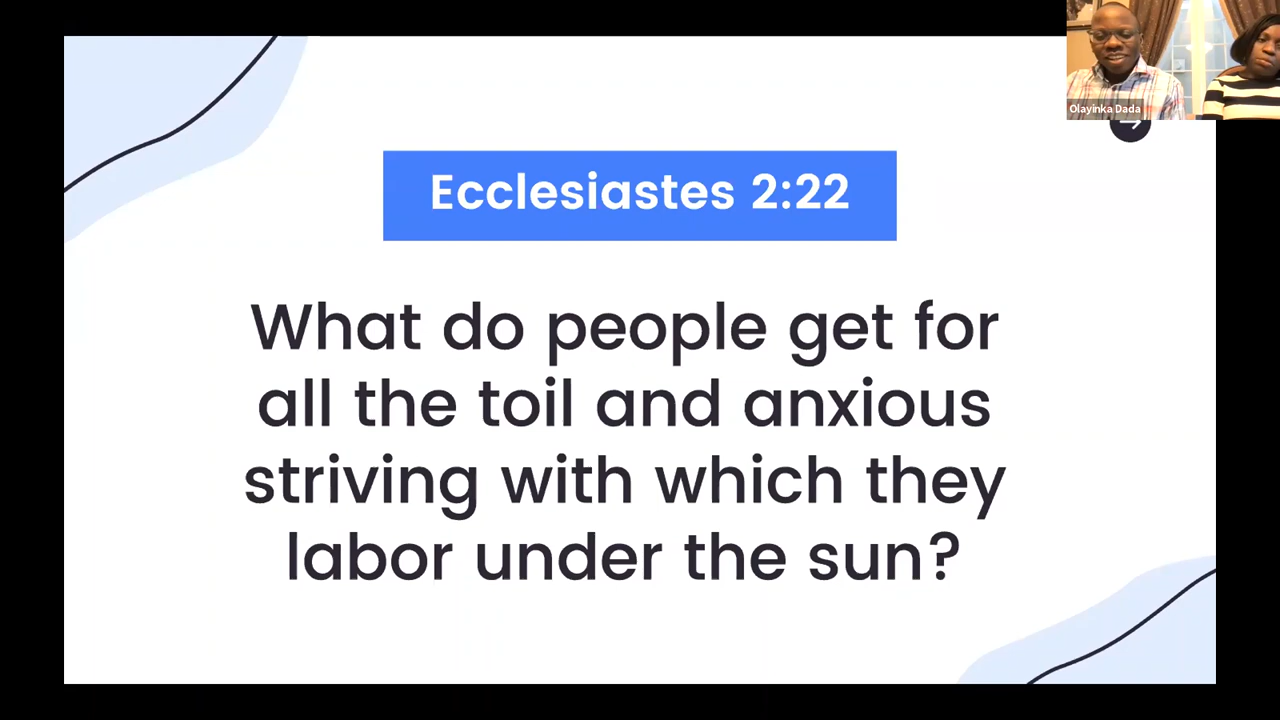 Olayinka Dada
Ecclesiastes 2:22
What do people get for
all the toil and anxious
striving with which they
labor under the sun?